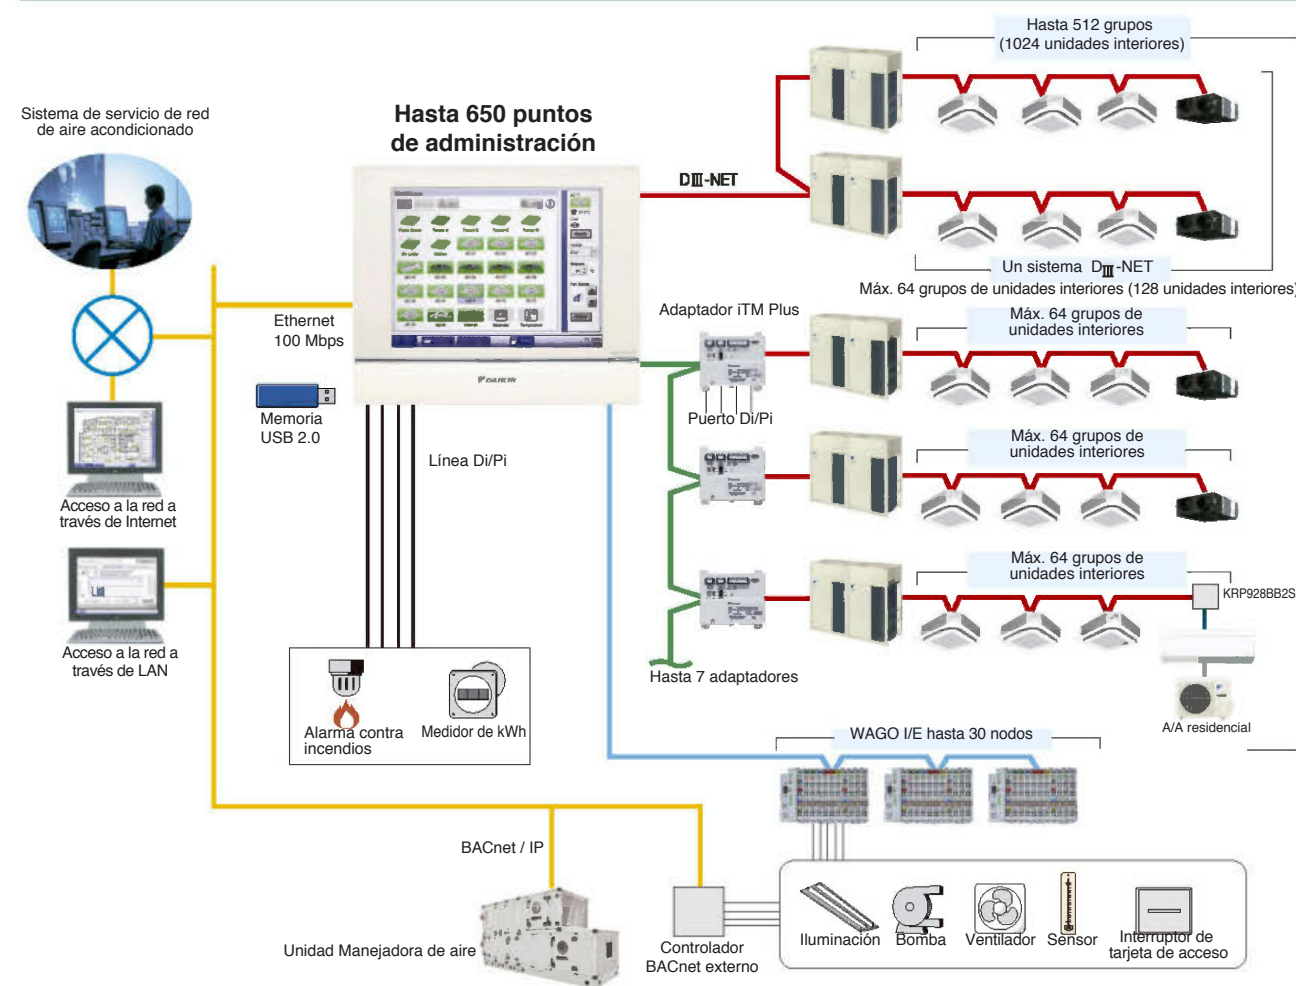 Hasta 512 grupos
(1024 unidades interiores)
Sistema de servicio de red
de aire acondicionado
Hasta 650 puntos
de administración
DIII-NET
Un sistema DIII-NET
Máx. 64 grupos de unidades interiores (128 unidades interiores)
Ethernet
100 Mbps
Adaptador iTM Plus
Máx. 64 grupos de
unidades interiores
DAIKIN
Memoria
USB 2.0
Puerto Di/Pi
Línea Di/Pi
Máx. 64 grupos de
unidades interiores
Acceso a la red a
través de Internet
Máx. 64 grupos de
unidades interiores
KRP928BB2S
Acceso a la red a
través de LAN
Hasta 7 adaptadores
A/A residencial
Alarma contra
incendios
Medidor de kWh
WAGO I/E hasta 30 nodos
BACnet / IP
Unidad Manejadora de aire
Controlador
BACnet externo
Iluminación
Bomba
Ventilador
Sensor
Interruptor de
tarjeta de acceso